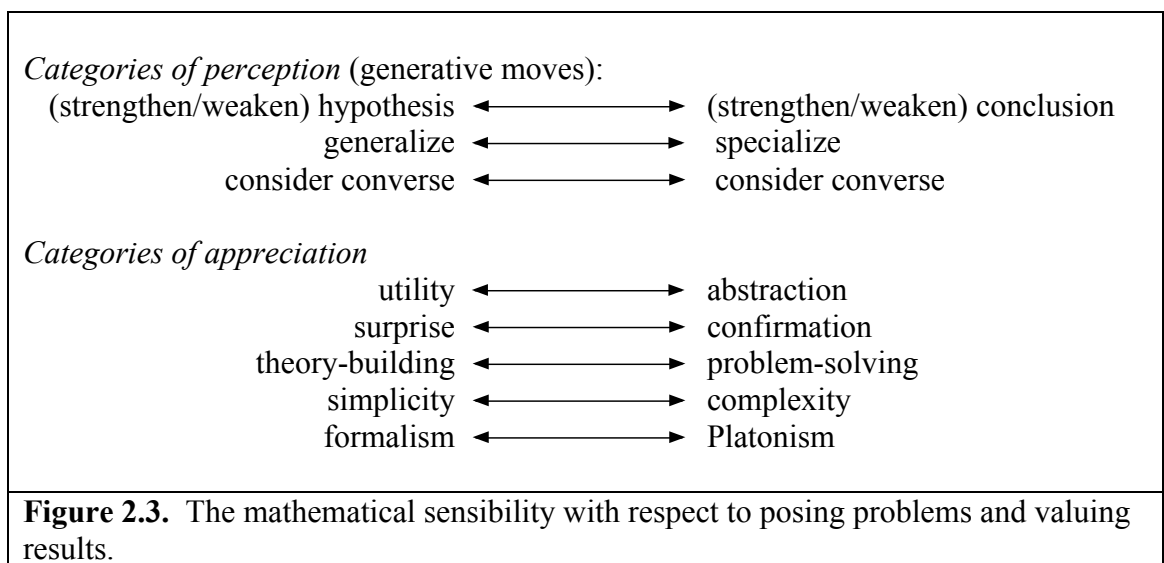 Categories of perception (generative moves):
(strengthen/weaken) hypothesis (strengthen/weaken) conclusion
generalize specialize
consider converse consider converse
Categories of appreciation
utility abstraction
surprise confirmation
theory-building problem-solving
simplicity complexity
formalism Platonism
Figure 2.3. The mathematical sensibility with respect to posing problems and valuing
results.